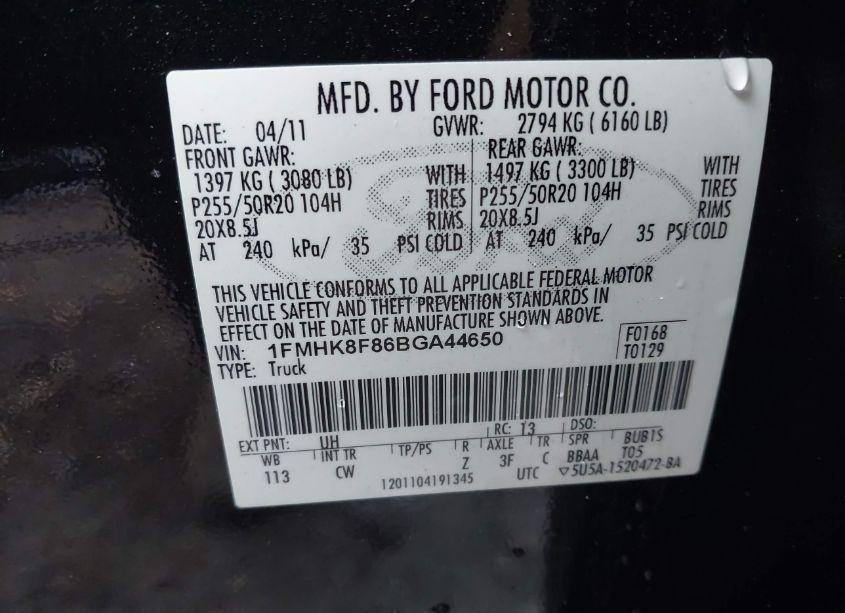 MFD. BY FORD MOTOR CO.
DATE: 04/11 GVWR: 2794 KG ( 6160 LB)
FRONT GAWR: REAR GAWR:
1397 KG ( 3080 LB) WITH 1497 KG ( 3300 LB) WITH
P255/50R20 104H TIRES P255/50R20 104H TIRES
20X8.5J RIMS 20X8.5J RIMS
AT 240 kPa/ 35 PSI COLD AT 240 kPa/ 35 PSI COLD
THIS VEHICLE CONFORMS TO ALL APPLICABLE FEDERAL MOTOR
VEHICLE SAFETY AND THEFT PREVENTION STANDARDS IN
EFFECT ON THE DATE OF MANUFACTURE SHOWN ABOVE.
VIN: 1FMHK8F86BGA44650 F0168
TYPE: Truck T0129
EXT PNT: UH RC: 13 DSO:
WB INT TR TP/PS R AXLE TR SPR BUB1S
113 CW Z 3F C BBAA T05
1201104191345 UTC ▽5U5A-1520472-BA